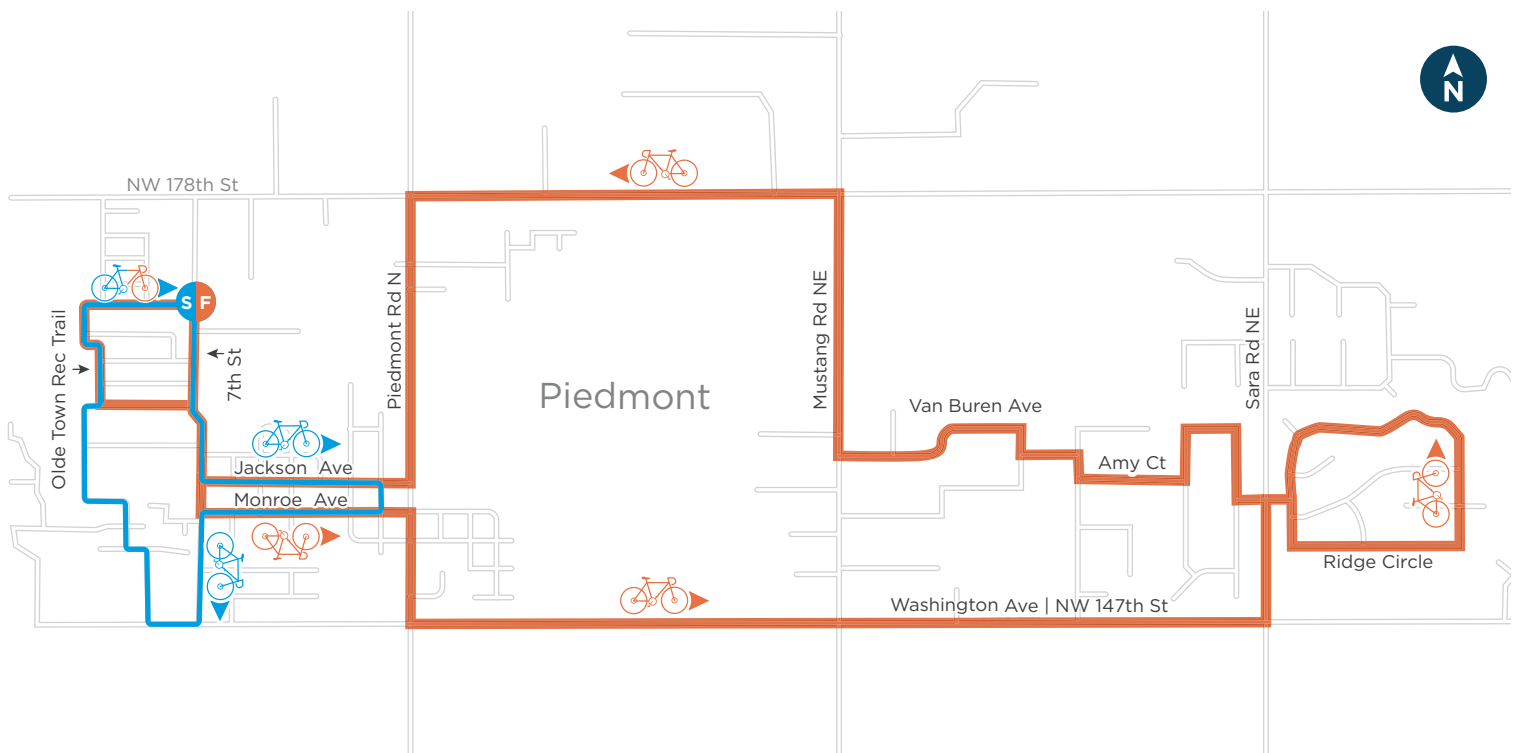 N
NW 178th St
S F
Olde Town Rec Trail
7th St
Piedmont Rd N
Piedmont
Mustang Rd NE
Sara Rd NE
Van Buren Ave
Amy Ct
Jackson Ave
Monroe Ave
Ridge Circle
Washington Ave | NW 147th St